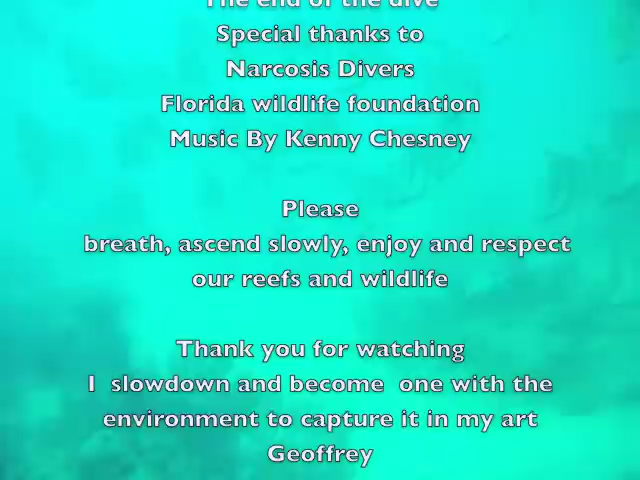 The end of the dive
Special thanks to
Narcosis Divers
Florida wildlife foundation
Music By Kenny Chesney
Please
breath, ascend slowly, enjoy and respect
our reefs and wildlife
Thank you for watching
I  slowdown and become  one with the
environment to capture it in my art
Geoffrey